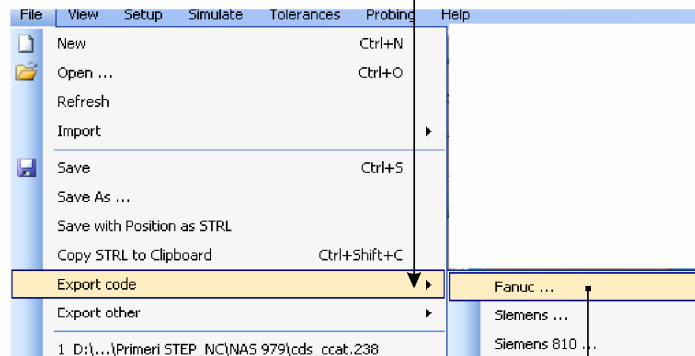 File View Setup Simulate Tolerances Probing Help
New Ctrl+N
Open ... Ctrl+O
Refresh
Import
Save Ctrl+S
Save As ...
Save with Position as STRL
Copy STRL to Clipboard Ctrl+Shift+C
Export code
Fanuc ...
Export other
Siemens ...
1 D:\...\Primeri STEP_NC\NAS 979\cds_ccat.238
Siemens 810 ...